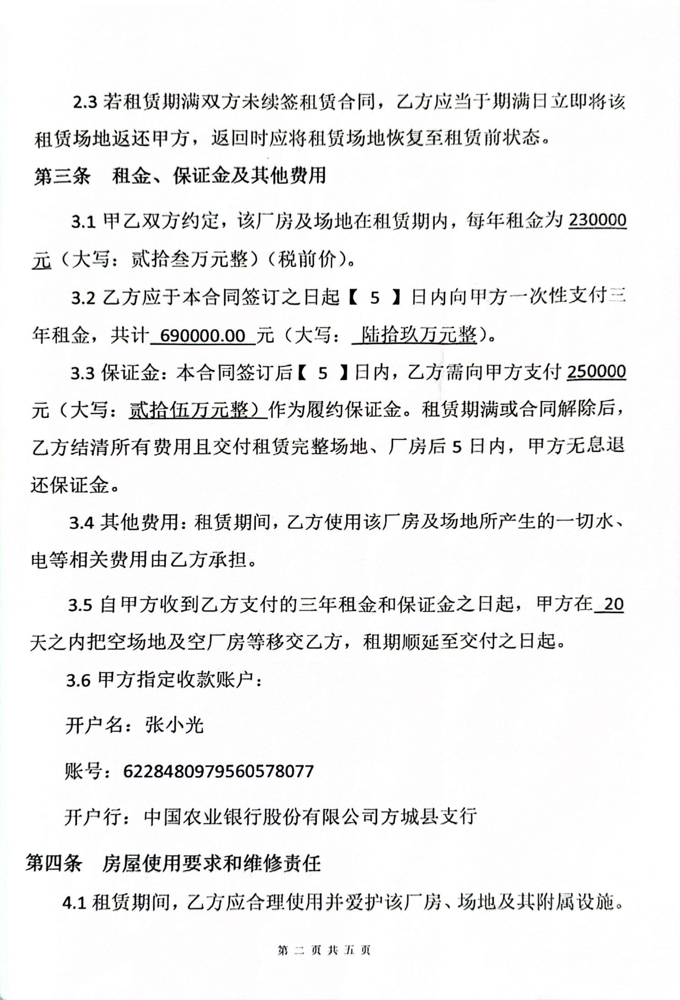 2.3 若租赁期满双方未续签租赁合同，乙方应当于期满日立即将该
租赁场地返还甲方，返回时应将租赁场地恢复至租赁前状态。
第三条 租金、保证金及其他费用
3.1 甲乙双方约定，该厂房及场地在租赁期内，每年租金为 230000
元（大写：贰拾叁万元整）（税前价）。
3.2 乙方应于本合同签订之日起【 5 】日内向甲方一次性支付三
年租金，共计 690000.00 元（大写： 陆拾玖万元整）。
3.3 保证金：本合同签订后【 5 】日内，乙方需向甲方支付 250000
元（大写：贰拾伍万元整）作为履约保证金。租赁期满或合同解除后，
乙方结清所有费用且交付租赁完整场地、厂房后 5 日内，甲方无息退
还保证金。
3.4 其他费用：租赁期间，乙方使用该厂房及场地所产生的一切水、
电等相关费用由乙方承担。
3.5 自甲方收到乙方支付的三年租金和保证金之日起，甲方在 20
天之内把空场地及空厂房等移交乙方，租期顺延至交付之日起。
3.6 甲方指定收款账户：
开户名：张小光
账号：6228480979560578077
开户行：中国农业银行股份有限公司方城县支行
第四条 房屋使用要求和维修责任
4.1 租赁期间，乙方应合理使用并爱护该厂房、场地及其附属设施。
第二页共五页